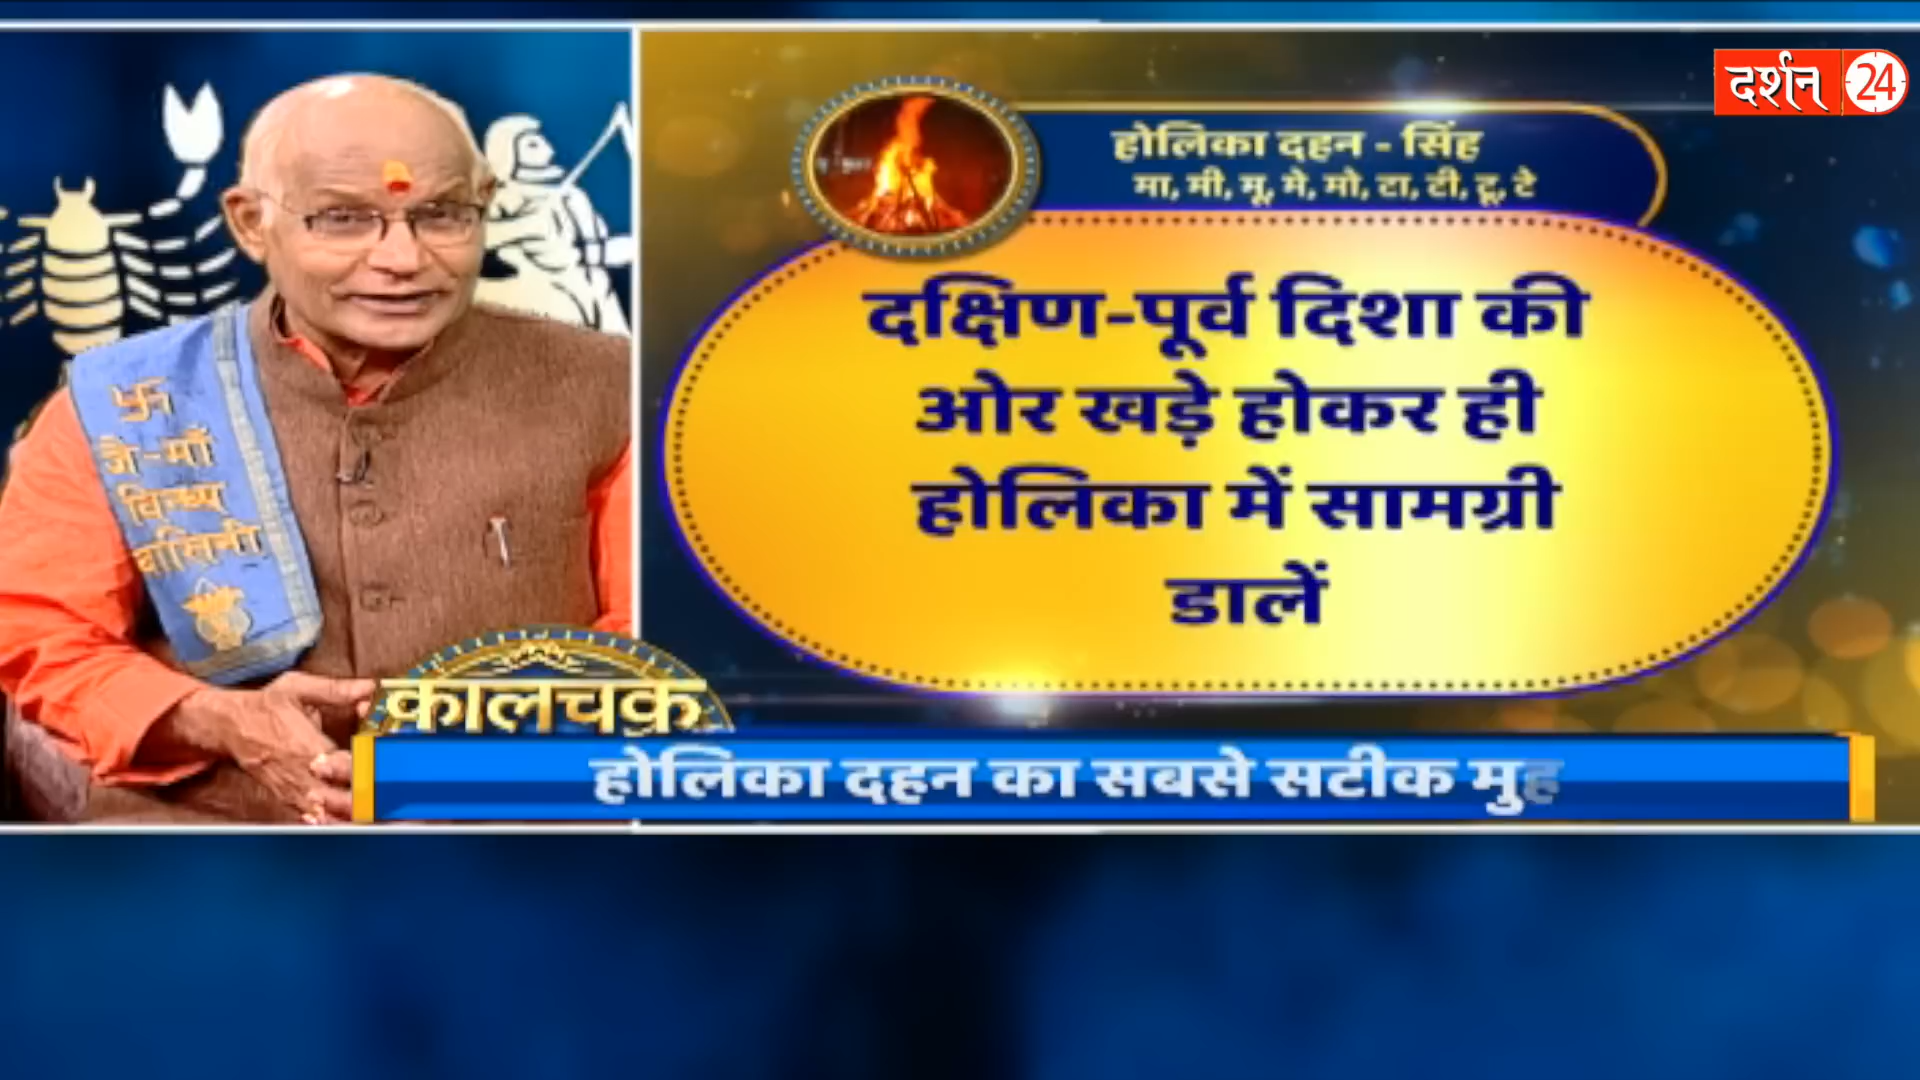 दर्शन 24
होलिका दहन - सिंह
मा, मी, मू, मे, मो, टा, टी, टू, टे
दक्षिण-पूर्व दिशा की
ओर खड़े होकर ही
होलिका में सामग्री
डालें
जै-माँ
विन्ध्य
वासिनी
कालचक्र
होलिका दहन का सबसे सटीक मुह